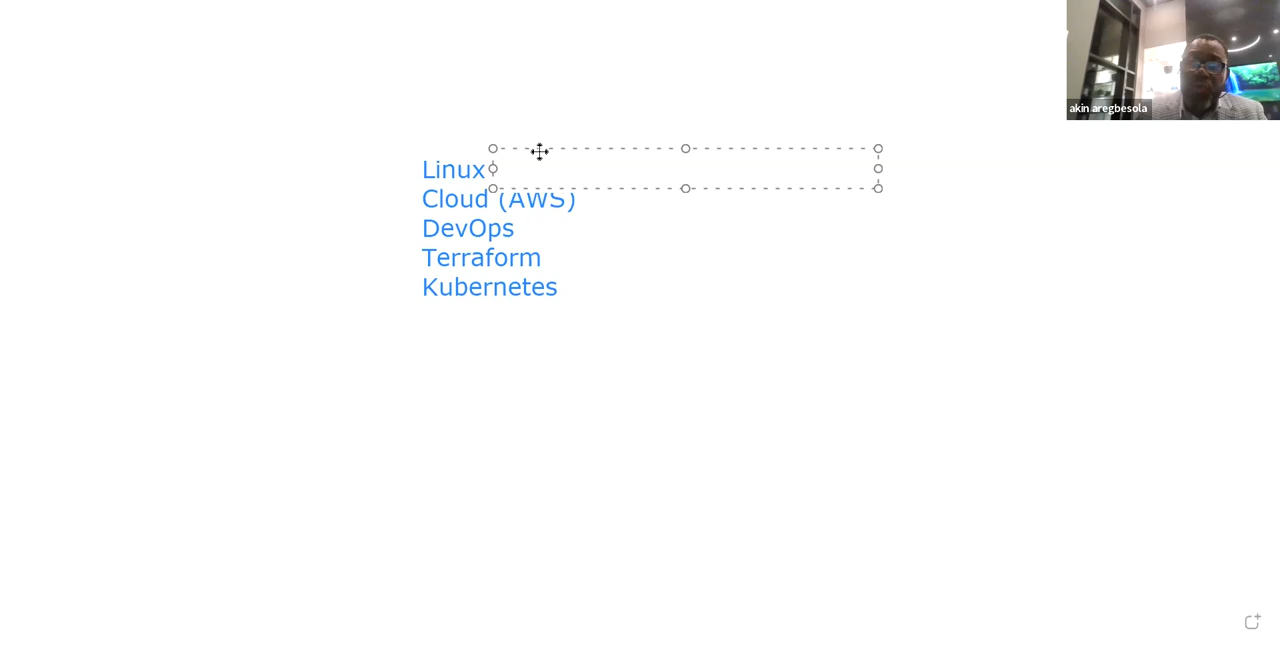 akin aregbesola
Linux
Cloud (AWS)
DevOps
Terraform
Kubernetes